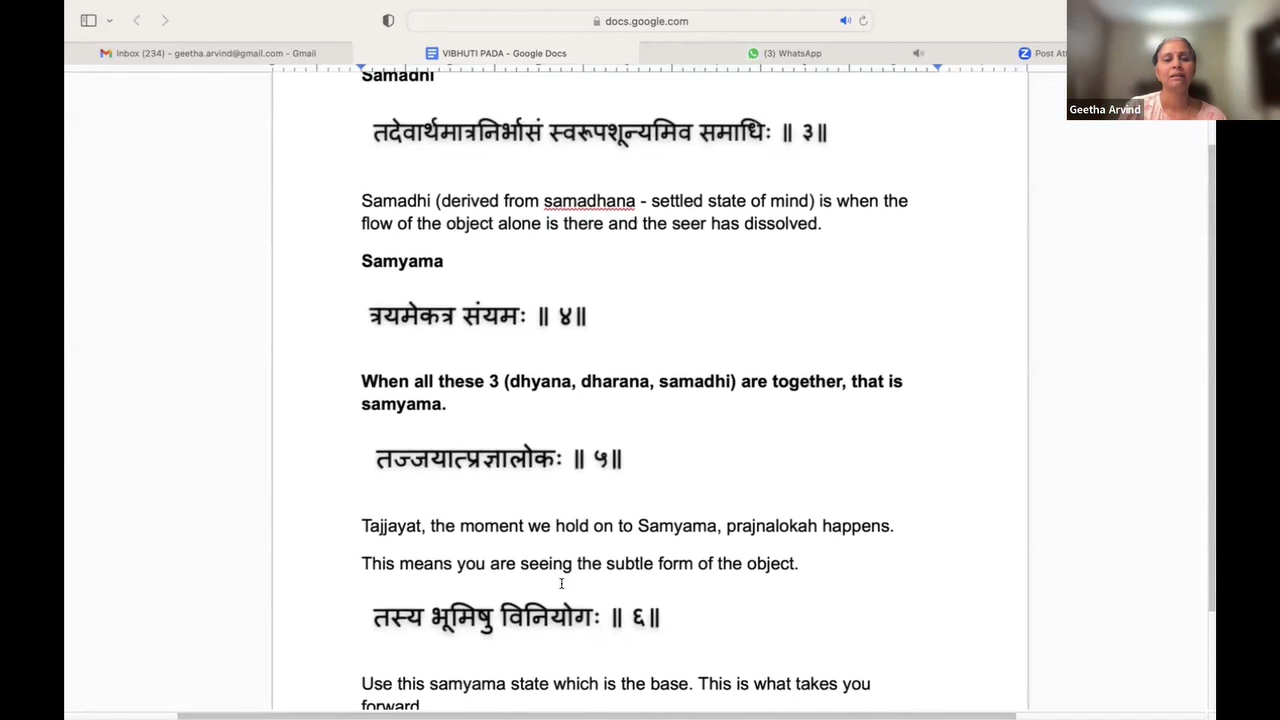 docs.google.com
Inbox (234) - geetha.arvind@gmail.com - Gmail
VIBHUTI PADA - Google Docs
(3) WhatsApp
Post Att
Geetha Arvind
Samadhi
तदेवार्थमात्रनिर्भासं स्वरूपशून्यमिव समाधिः ॥ ३॥
Samadhi (derived from samadhana - settled state of mind) is when the
flow of the object alone is there and the seer has dissolved.
Samyama
त्रयमेकत्र संयमः ॥ ४॥
When all these 3 (dhyana, dharana, samadhi) are together, that is
samyama.
तज्जयात्प्रज्ञालोकः ॥ ५॥
Tajjayat, the moment we hold on to Samyama, prajnalokah happens.
This means you are seeing the subtle form of the object.
तस्य भूमिषु विनियोगः ॥ ६॥
Use this samyama state which is the base. This is what takes you
forward